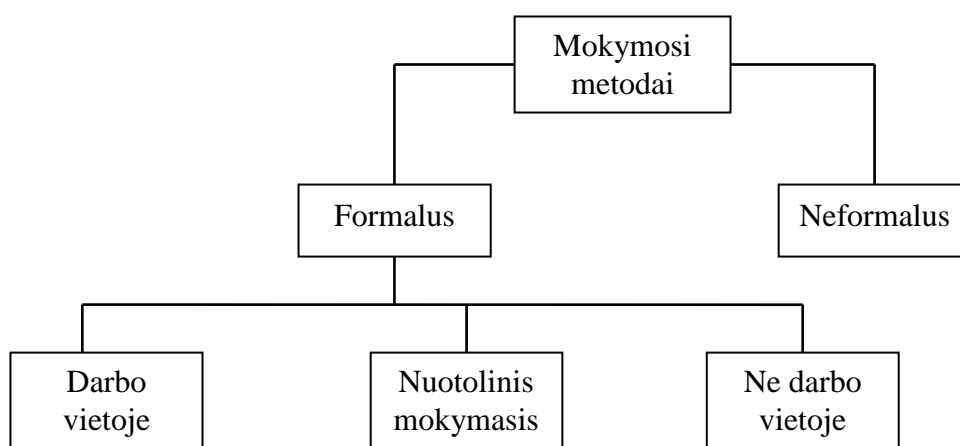 Mokymosi
metodai
Formalus
Neformalus
Darbo
vietoje
Nuotolinis
mokymasis
Ne darbo
vietoje